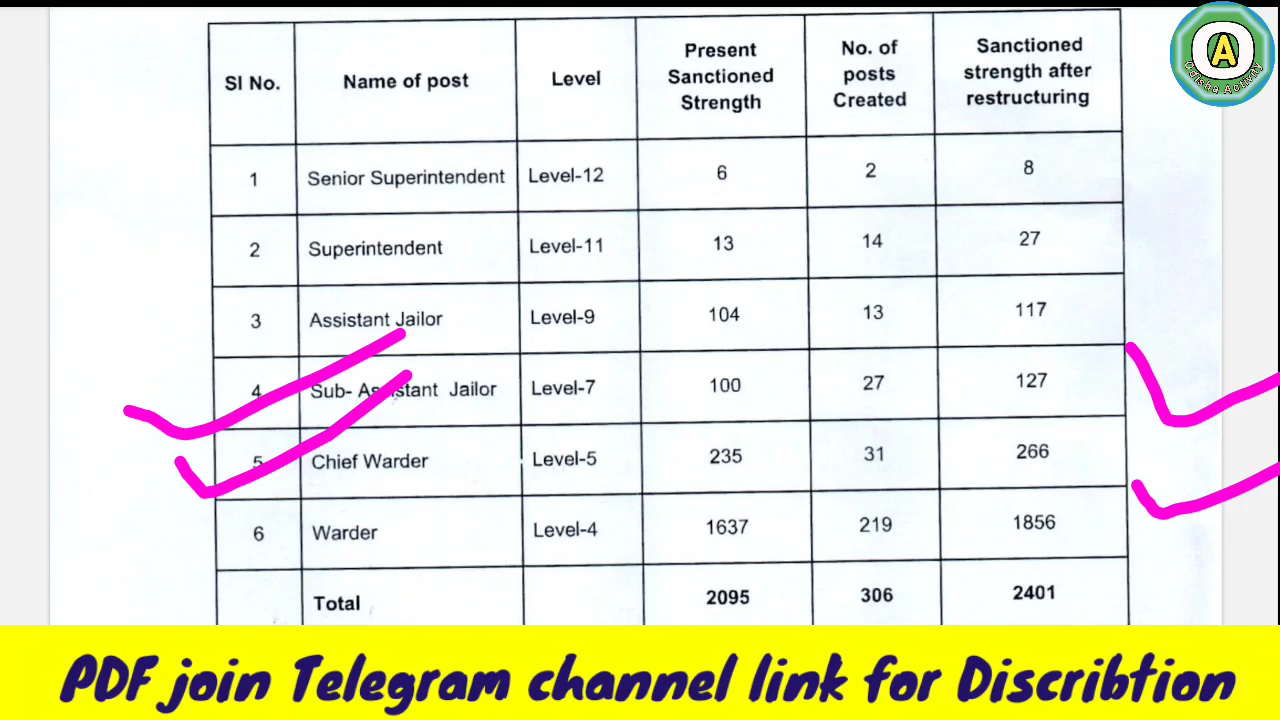 Sl No. Name of post Level Present Sanctioned Strength No. of posts Created Sanctioned strength after restructuring
1 Senior Superintendent Level-12 6 2 8
2 Superintendent Level-11 13 14 27
3 Assistant Jailor Level-9 104 13 117
4 Sub- Assistant Jailor Level-7 100 27 127
5 Chief Warder Level-5 235 31 266
6 Warder Level-4 1637 219 1856
Total 2095 306 2401
A
Odisha Activity
PDF join Telegram channel link for Discribtion